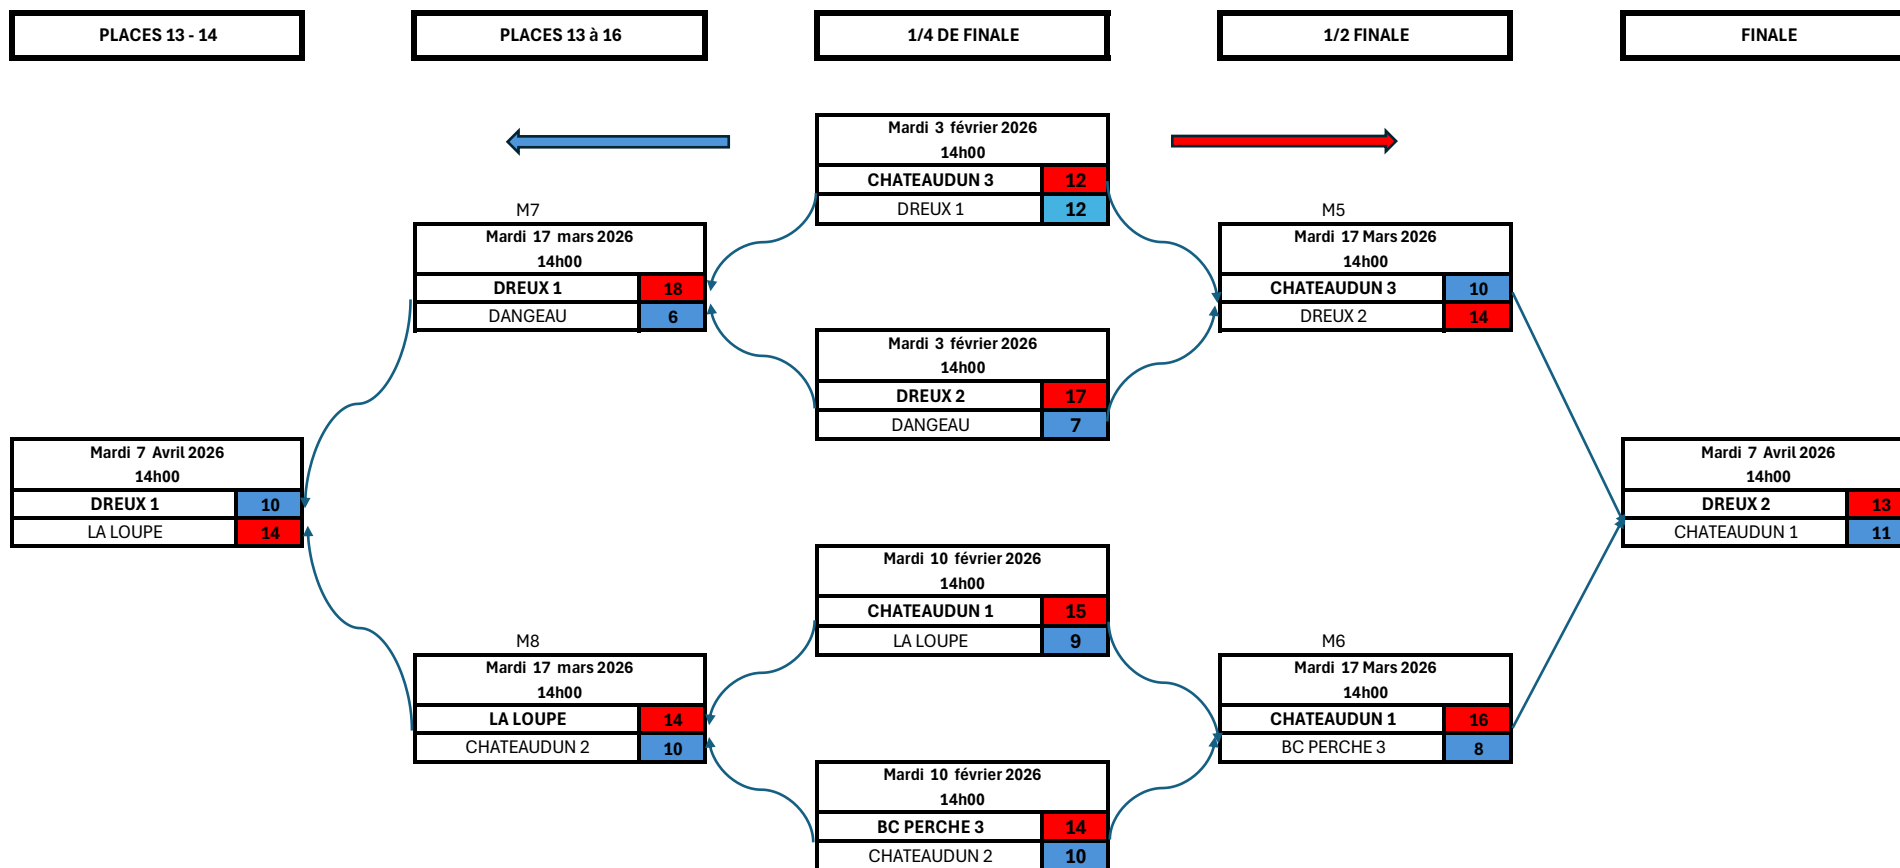 PLACES 13 - 14
PLACES 13 à 16
1/4 DE FINALE
1/2 FINALE
FINALE
Mardi 3 février 2026
14h00
CHATEAUDUN 3 12
DREUX 1 12
M7
Mardi 17 mars 2026
14h00
DREUX 1 18
DANGEAU 6
M5
Mardi 17 Mars 2026
14h00
CHATEAUDUN 3 10
DREUX 2 14
Mardi 3 février 2026
14h00
DREUX 2 17
DANGEAU 7
Mardi 7 Avril 2026
14h00
DREUX 1 10
LA LOUPE 14
Mardi 7 Avril 2026
14h00
DREUX 2 13
CHATEAUDUN 1 11
Mardi 10 février 2026
14h00
CHATEAUDUN 1 15
LA LOUPE 9
M8
Mardi 17 mars 2026
14h00
LA LOUPE 14
CHATEAUDUN 2 10
M6
Mardi 17 Mars 2026
14h00
CHATEAUDUN 1 16
BC PERCHE 3 8
Mardi 10 février 2026
14h00
BC PERCHE 3 14
CHATEAUDUN 2 10